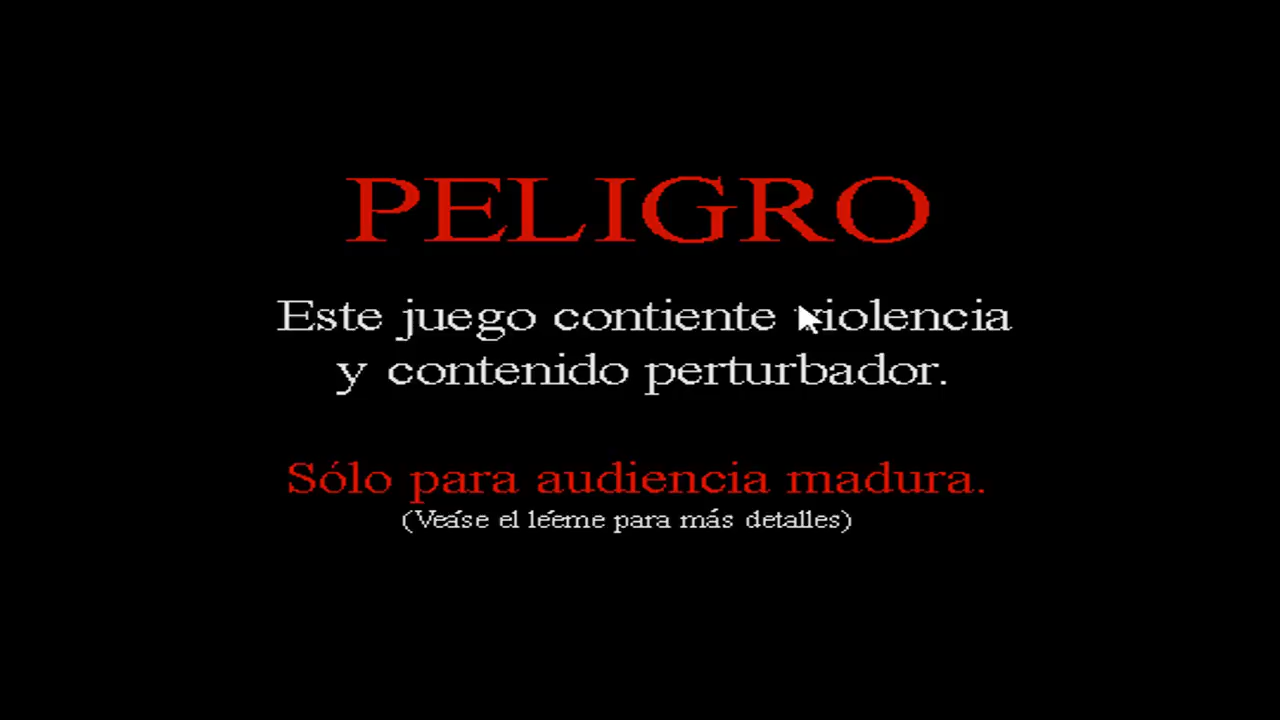 PELIGRO
Este juego contiente violencia
y contenido perturbador.
Sólo para audiencia madura.
(Veáse el léeme para más detalles)